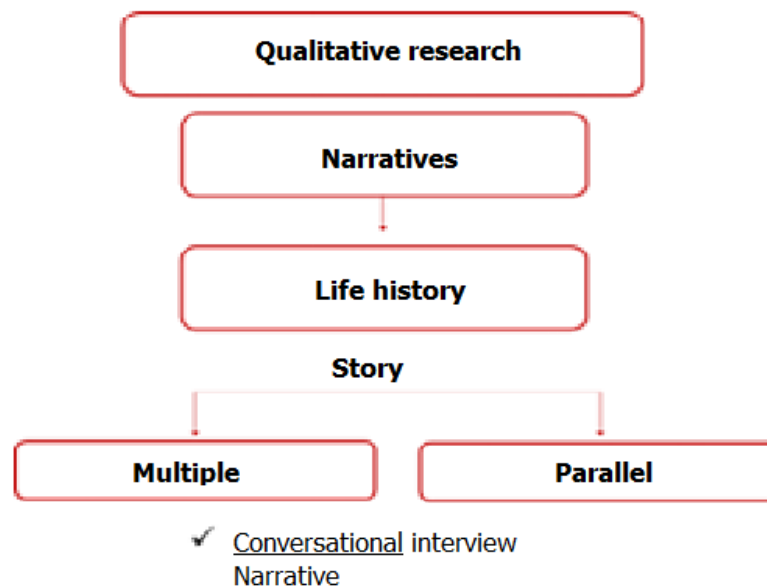 Qualitative research
Narratives
Life history
Story
Multiple
Parallel
✓ Conversational interview
Narrative